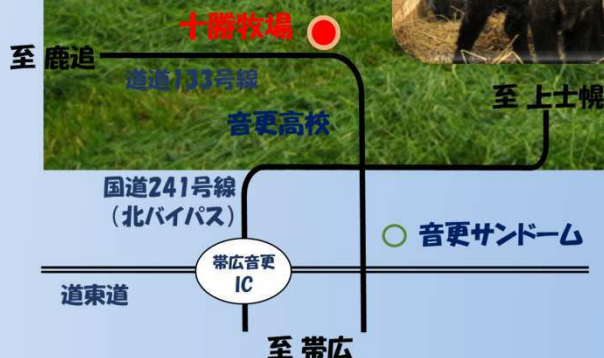 十勝牧場
至 鹿追
道道133号線
至 上士幌
音更高校
国道241号線
（北バイパス）
音更サンドーム
帯広音更
IC
道東道
至 帯広